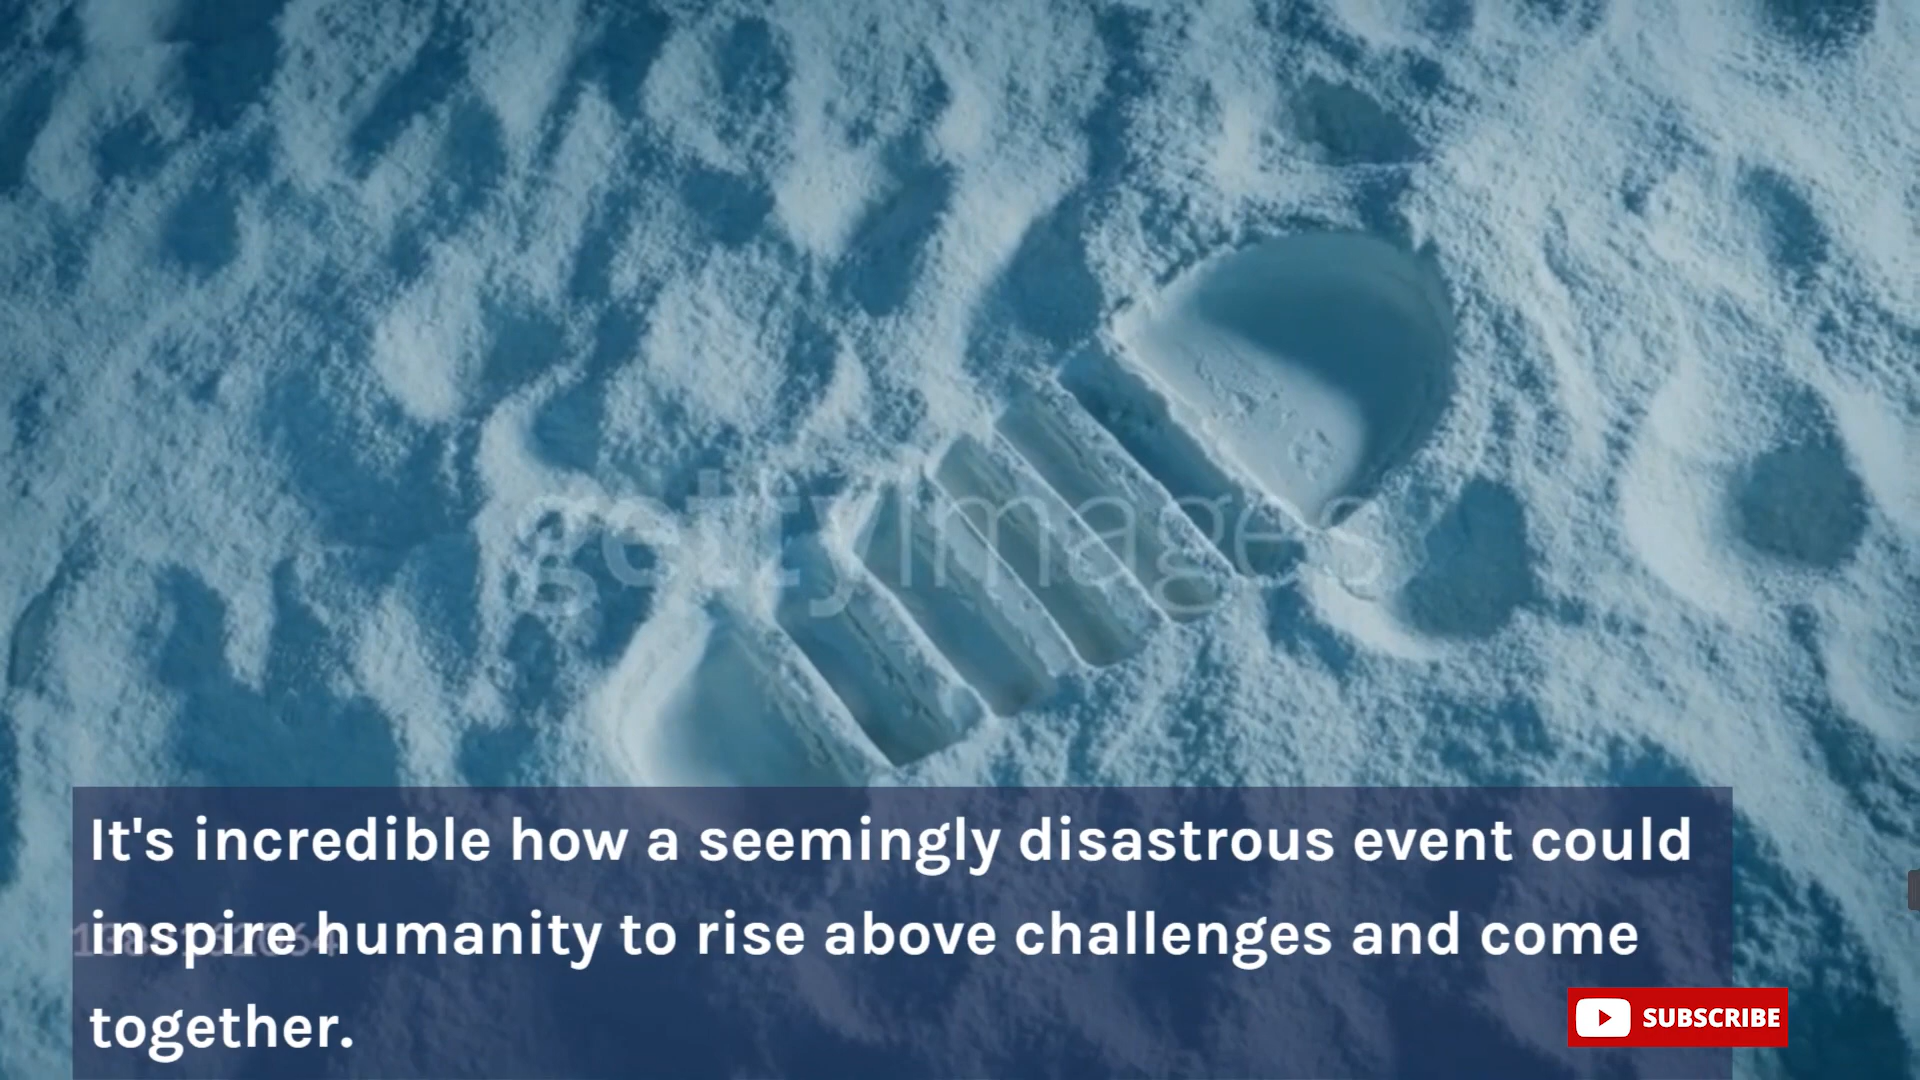 gettyimages
It's incredible how a seemingly disastrous event could
inspire humanity to rise above challenges and come
together.
SUBSCRIBE